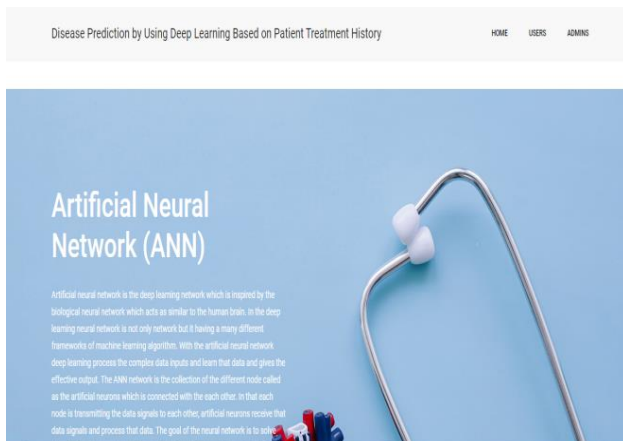 Disease Prediction by Using Deep Learning Based on Patient Treatment History
HOME USERS ADMINS
Artificial Neural
Network (ANN)
Artificial neural network is the deep learning network which is inspired by the
biological neural network which acts as similar to the human brain. In the deep
learning neural network is not only network but it having a many different
frameworks of machine learning algorithm. With the artificial neural network
deep learning process the complex data inputs and learn that data and gives the
effective output. The ANN network is the collection of the different node called
as the artificial neurons which is connected with the each other. In that each
node is transmitting the data signals to each other, artificial neurons receive that
data signals and process that data. The goal of the neural network is to solve